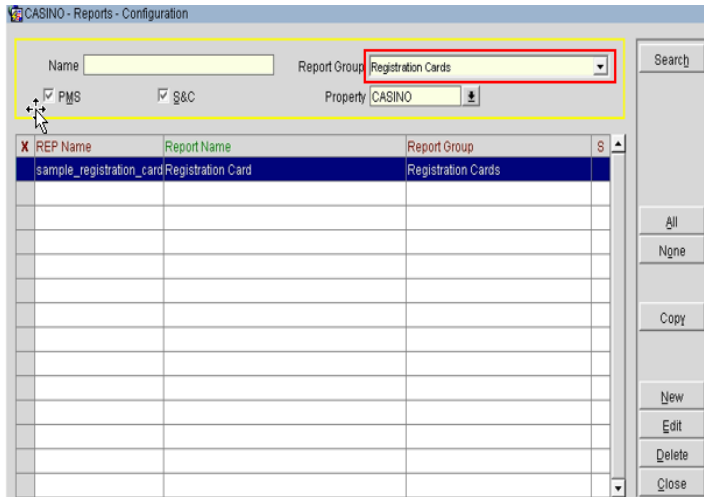 CASINO - Reports - Configuration
Name Report Group Registration Cards Search
PMS S&C Property CASINO
X REP Name Report Name Report Group S
sample_registration_card Registration Card Registration Cards
All
None
Copy
New
Edit
Delete
Close